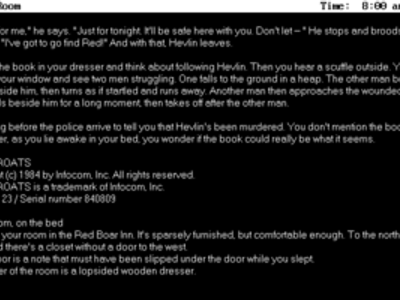 Room Time: 8:00 am
or me," he says. "Just for tonight. It'll be safe here with you. Don't let -- " He stops and broods
"I've got to go find Red!" And with that, Hevlin leaves.
he book in your dresser and think about following Hevlin. Then you hear a scuffle outside. Y
your window and see two men struggling. One falls to the ground in a heap. The other man be
side him, then turns as if startled and runs away. Another man then approaches the wounded
ls beside him for a long moment, then takes off after the other man.
g before the police arrive to tell you that Hevlin's been murdered. You don't mention the book
er, as you lie awake in your bed, you wonder if the book could really be what it seems.
ROATS
t (c) 1984 by Infocom, Inc. All rights reserved.
ROATS is a trademark of Infocom, Inc.
23 / Serial number 840809
om, on the bed
your room in the Red Boar Inn. It's sparsely furnished, but comfortable enough. To the north
d there's a closet without a door to the west.
or is a note that must have been slipped under the door while you slept.
er of the room is a lopsided wooden dresser.